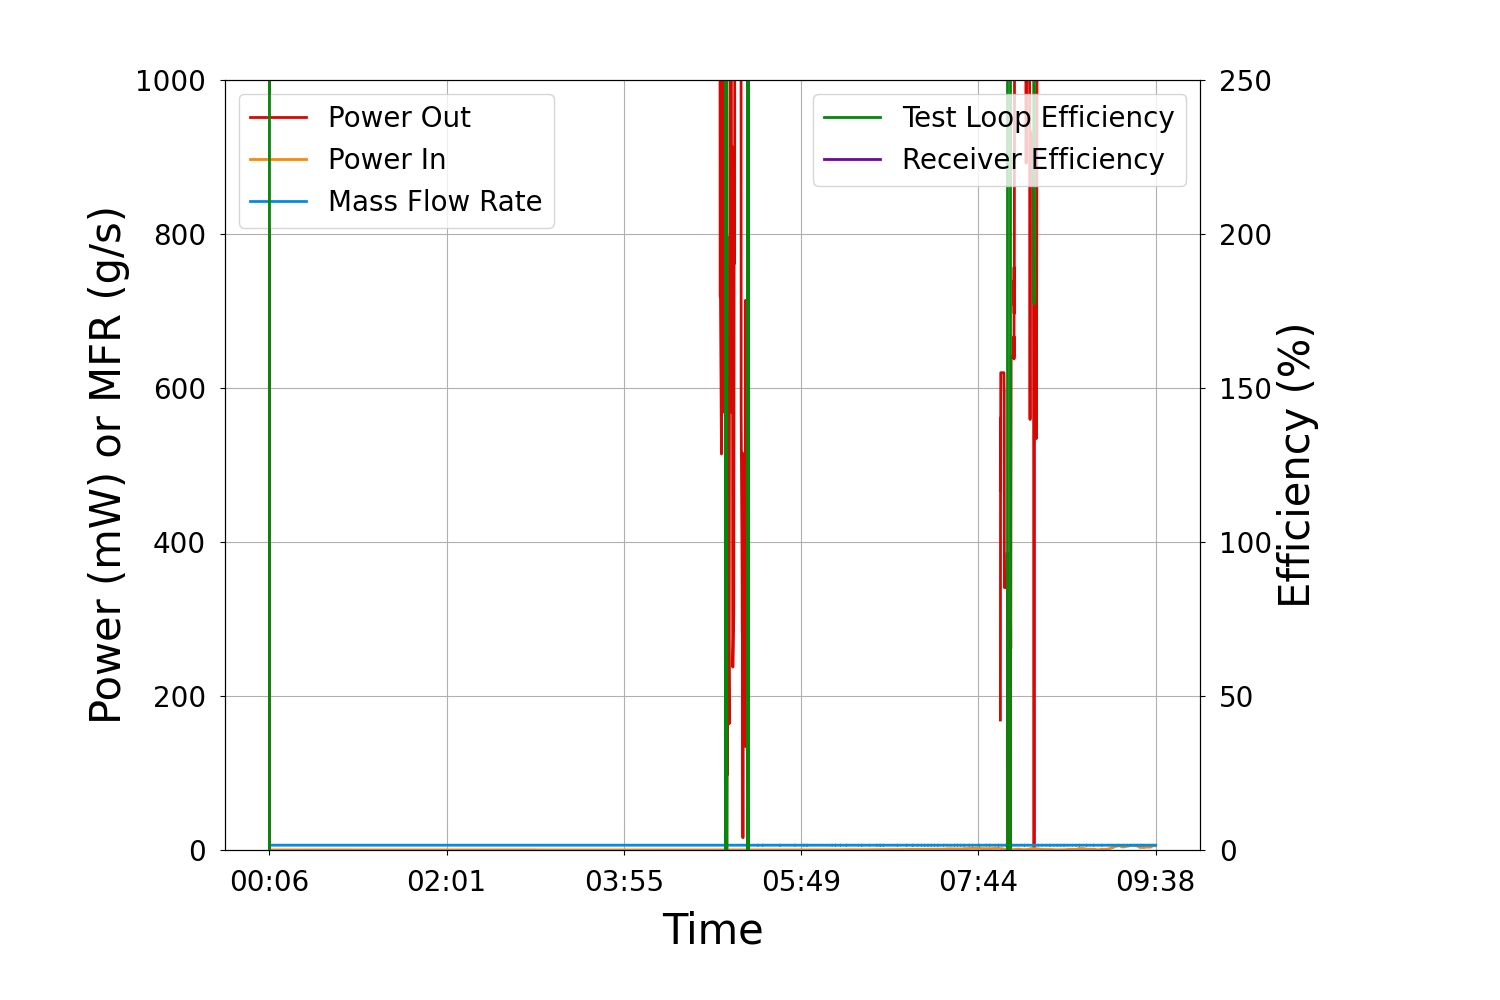 1000
800
600
400
200
0
Power (mW) or MFR (g/s)
Power Out
Power In
Mass Flow Rate
Test Loop Efficiency
Receiver Efficiency
250
200
150
100
50
0
Efficiency (%)
00:06 02:01 03:55 05:49 07:44 09:38
Time